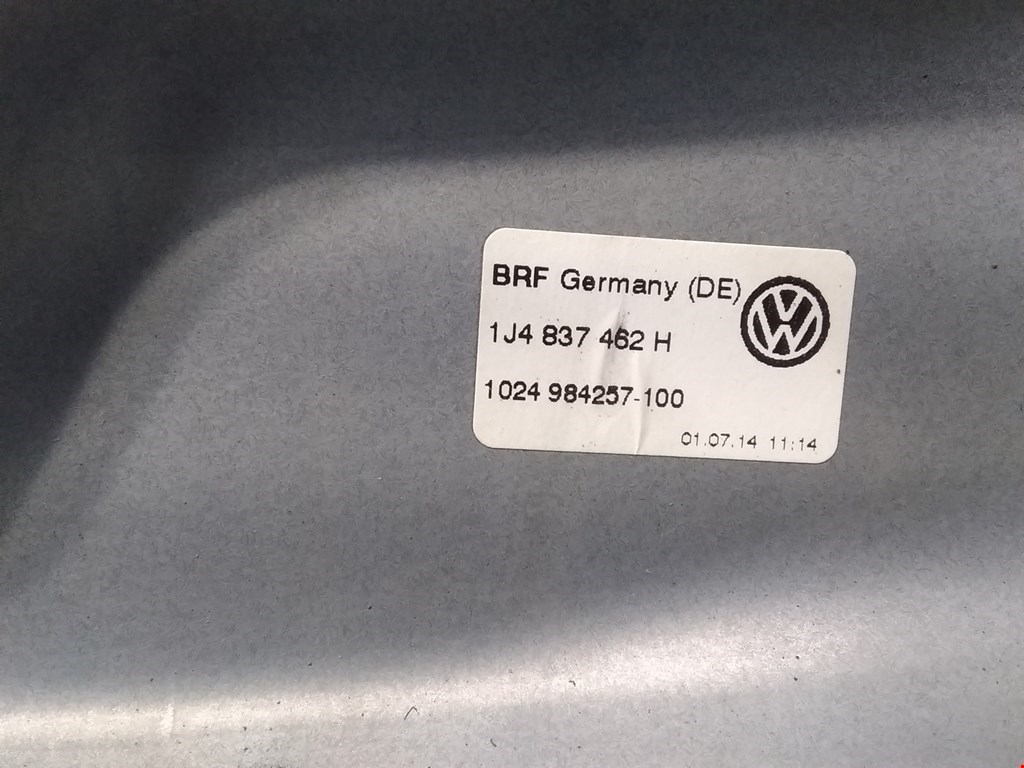 BRF Germany (DE)
1J4 837 462 H
1024 984257-100
01.07.14 11:14